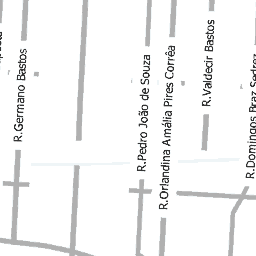 R.Germano Bastos
R.Pedro João de Souza
R.Orlandina Amália Pires Corrêa
R.Valdecir Bastos
R.Domingos Braz Sedrez